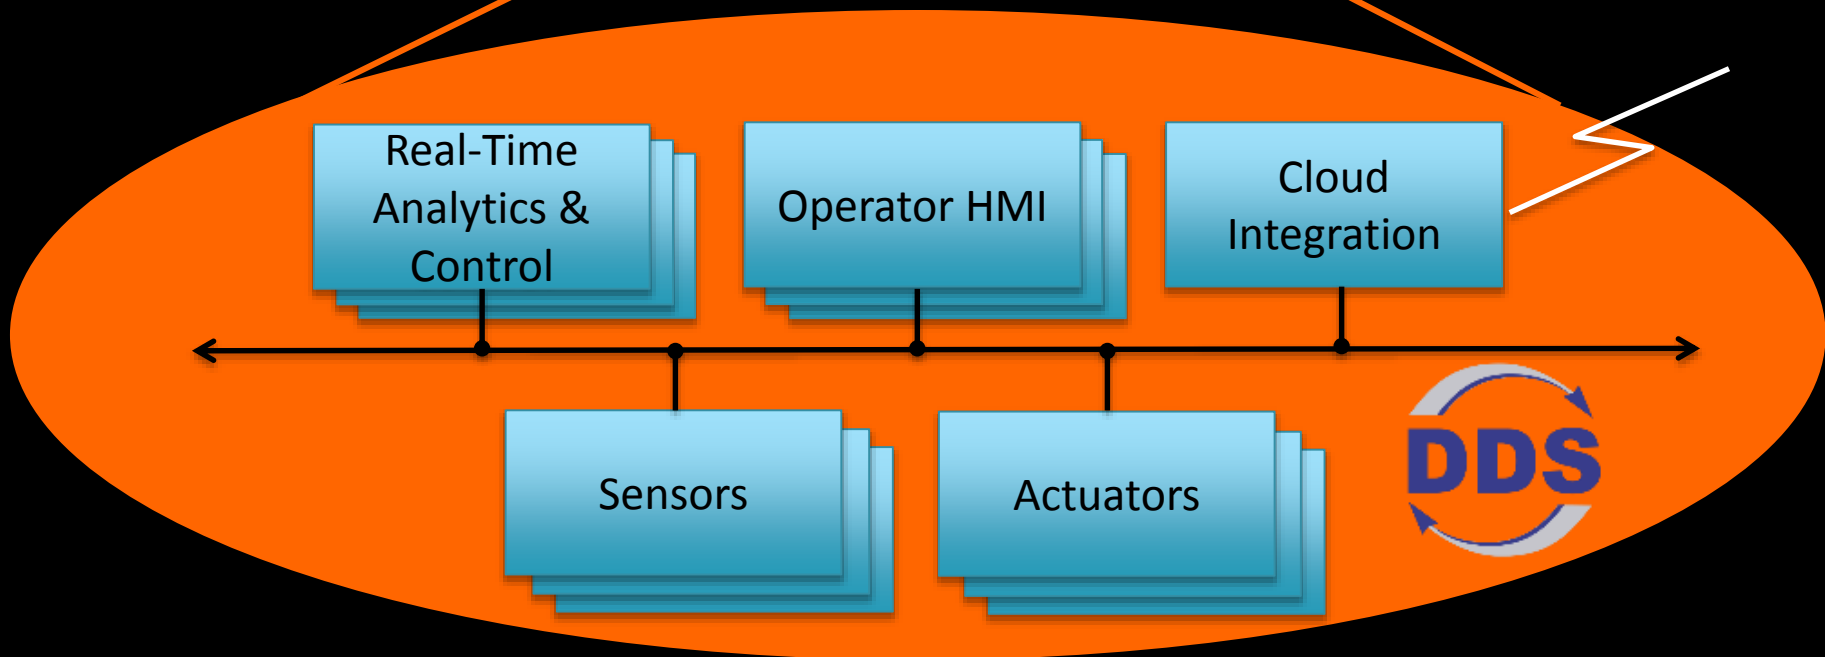 Real-Time
Analytics &
Control
Operator HMI
Cloud
Integration
Sensors
Actuators
DDS